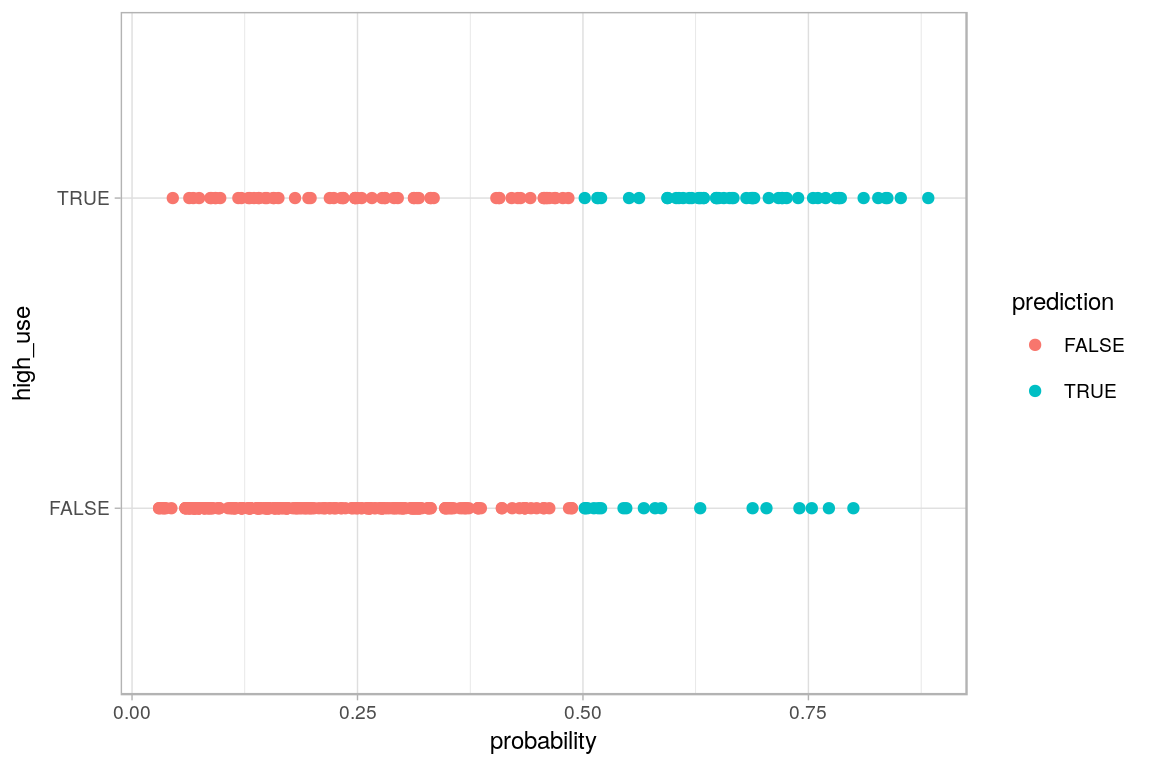 high_use
TRUE
FALSE
0.00 0.25 0.50 0.75
probability
prediction
FALSE
TRUE